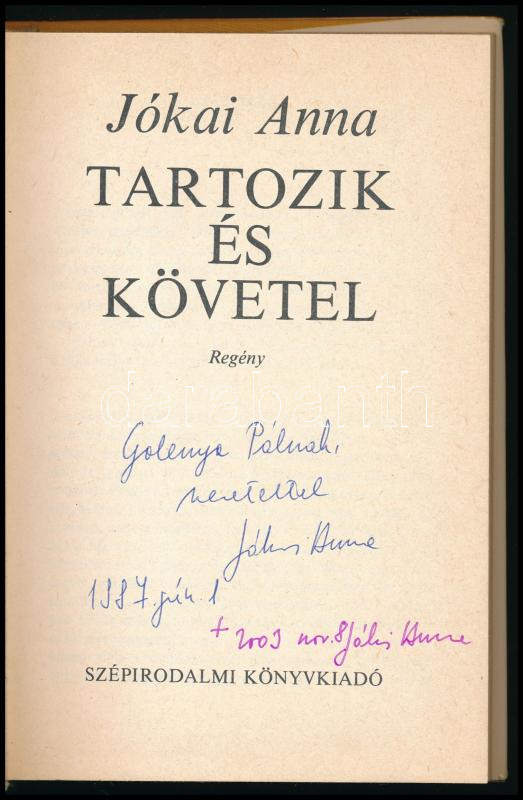 Jókai Anna
TARTOZIK
ÉS
KÖVETEL
Regény
darabanth
Golenya Pálnak,
szeretettel
Jókai Anna
1987. jún. 1
+ 2003 nov. 8 Jókai Anna
SZÉPIRODALMI KÖNYVKIADÓ